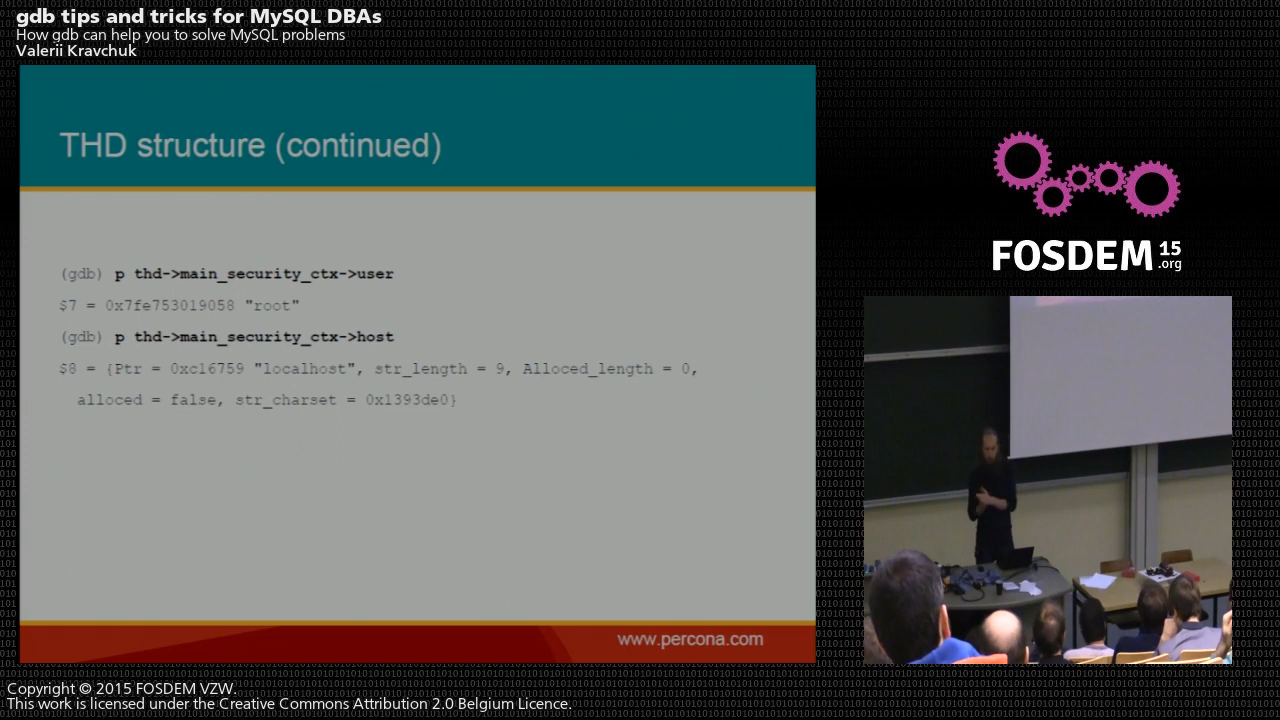 gdb tips and tricks for MySQL DBAs
How gdb can help you to solve MySQL problems
Valerii Kravchuk
THD structure (continued)
(gdb) p thd->main_security_ctx->user
$7 = 0x7fe753019058 "root"
(gdb) p thd->main_security_ctx->host
$8 = {Ptr = 0xc16759 "localhost", str_length = 9, Alloced_length = 0,
alloced = false, str_charset = 0x1393de0}
www.percona.com
FOSDEM 15
.org
Copyright © 2015 FOSDEM VZW.
This work is licensed under the Creative Commons Attribution 2.0 Belgium Licence.